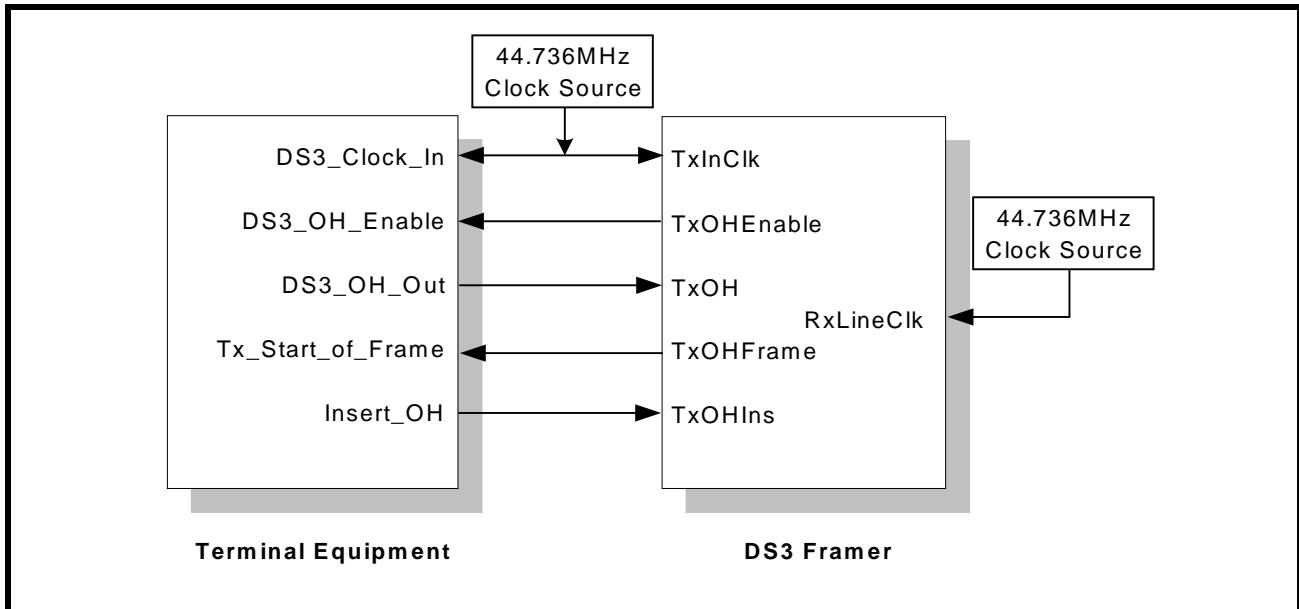 44.736MHz
Clock Source
DS3_Clock_In
TxInClk
DS3_OH_Enable
TxOHEnable
44.736MHz
Clock Source
DS3_OH_Out
TxOH
RxLineClk
Tx_Start_of_Frame
TxOHFrame
Insert_OH
TxOHIns
Terminal Equipment
DS3 Framer